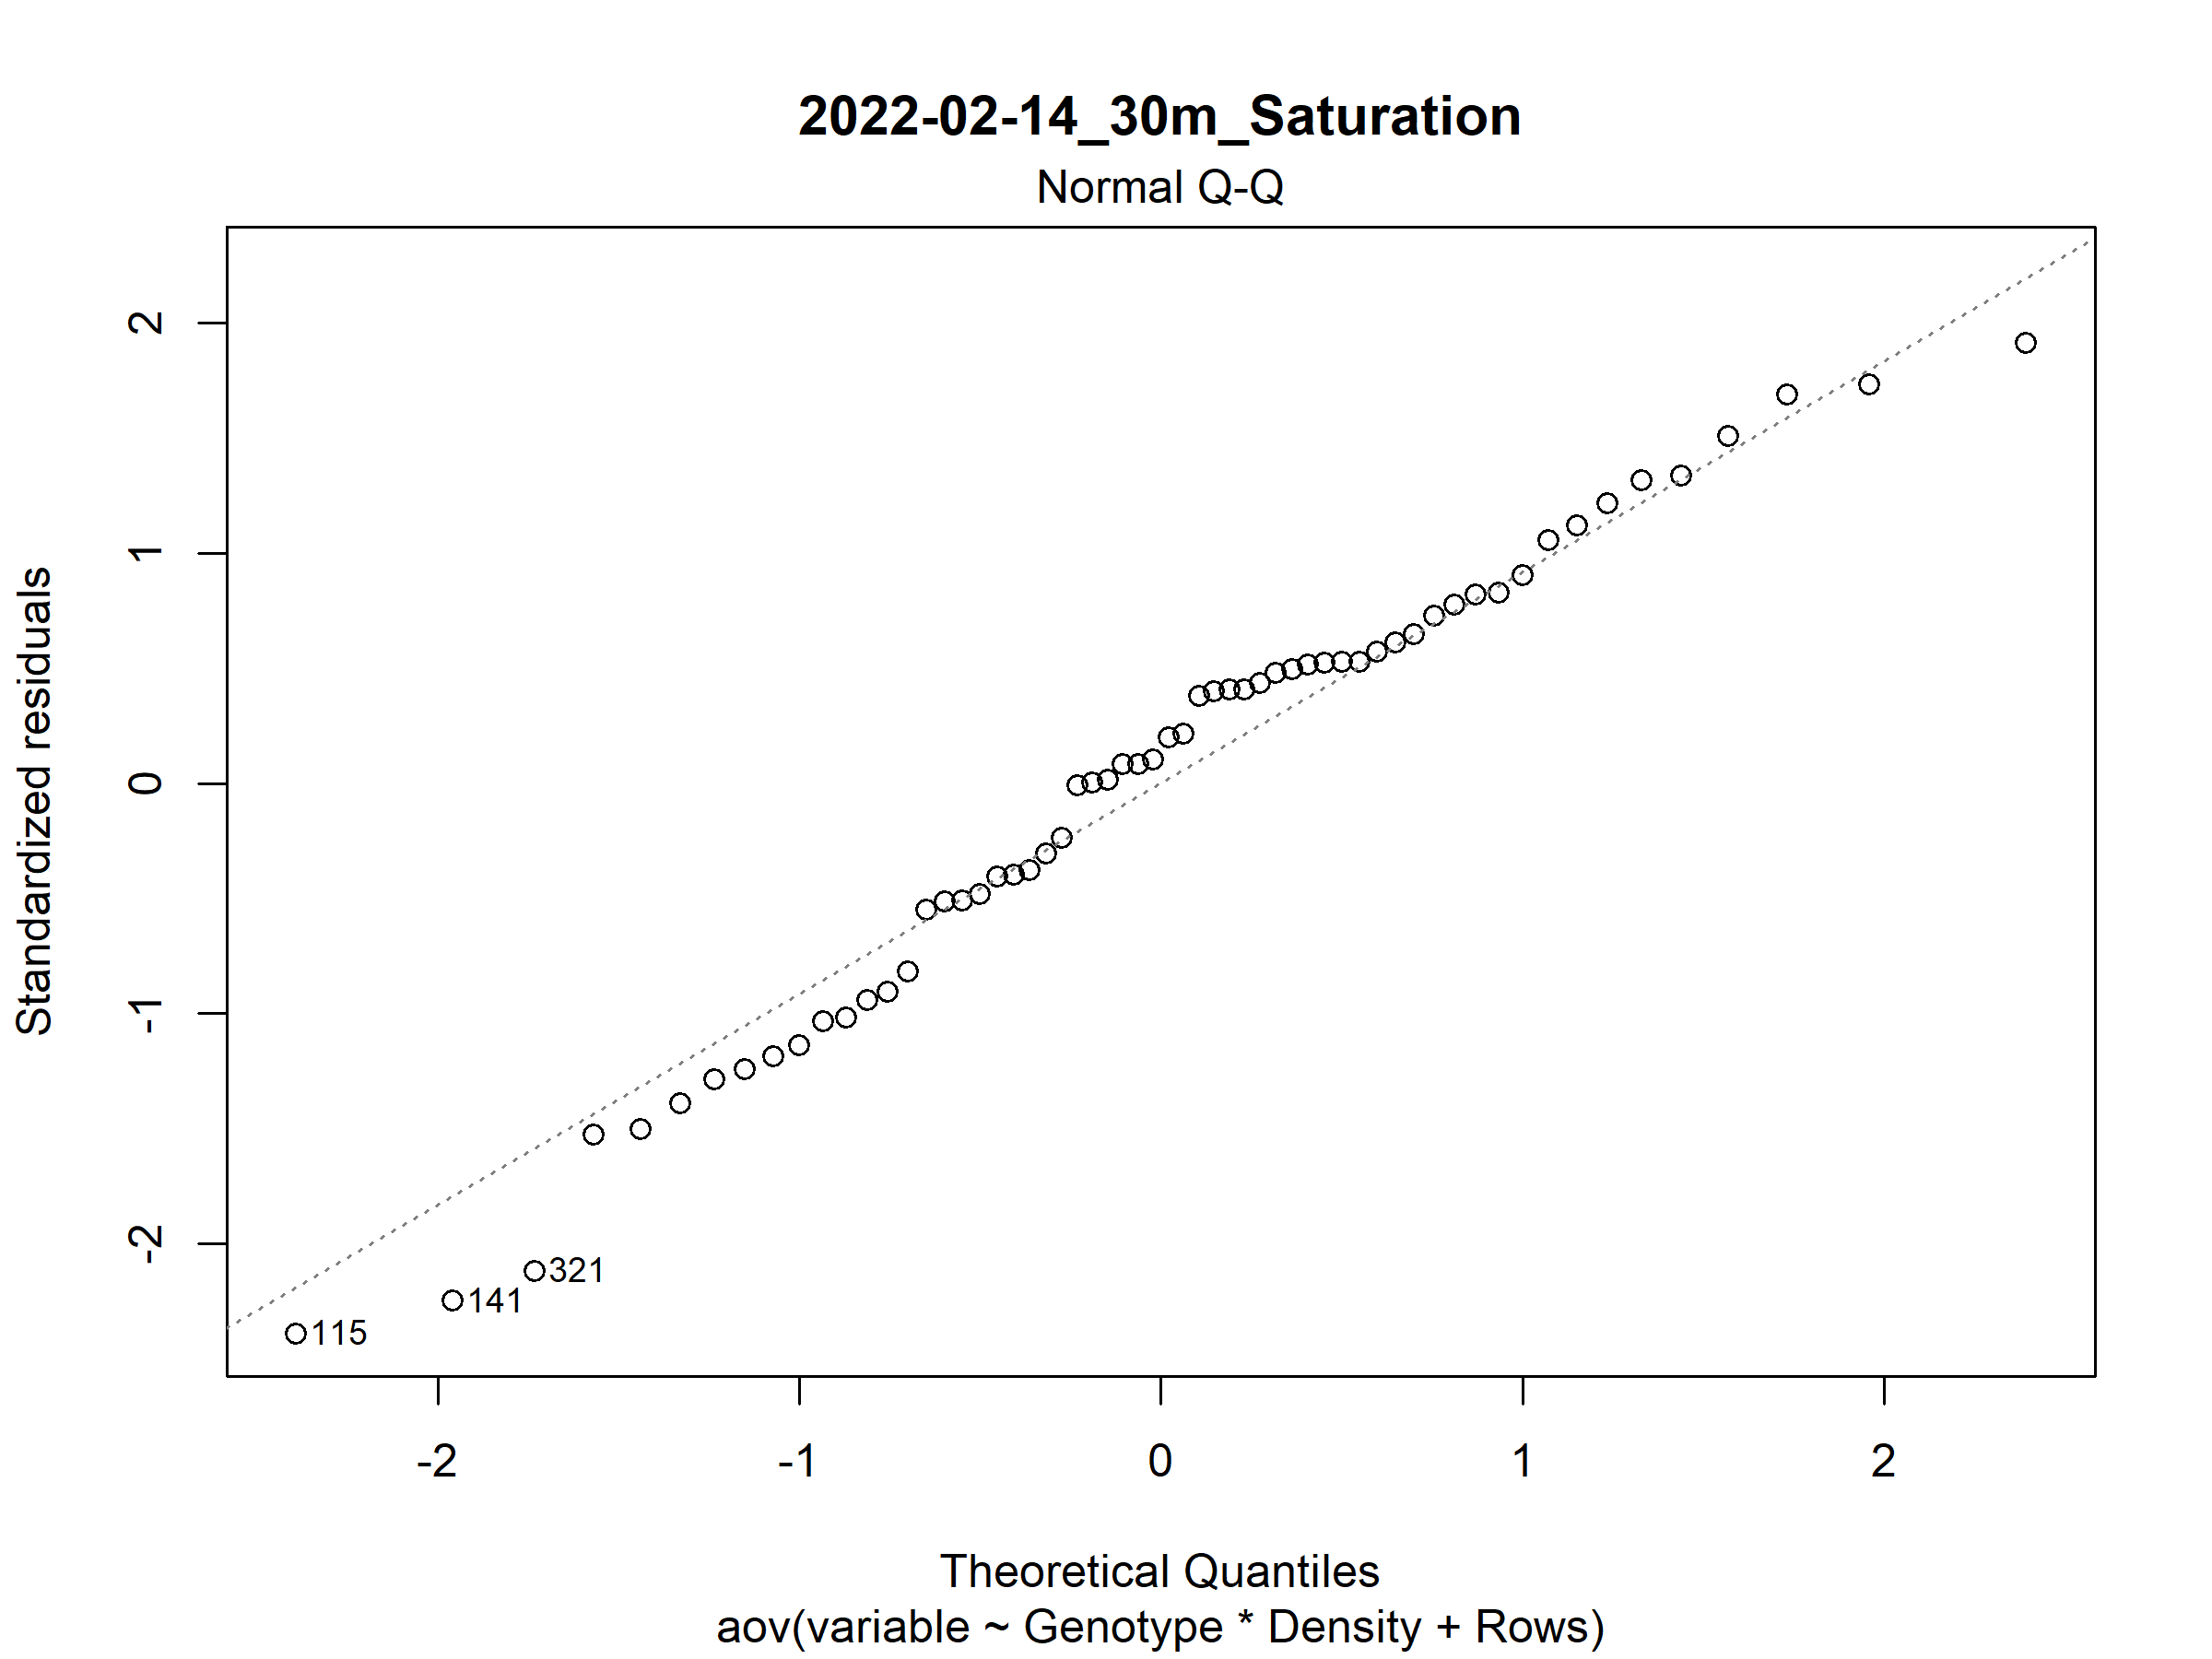 2022-02-14_30m_Saturation
Normal Q-Q
Standardized residuals
2
1
0
-1
-2
321
141
115
-2
-1
0
1
2
Theoretical Quantiles
aov(variable ~ Genotype * Density + Rows)